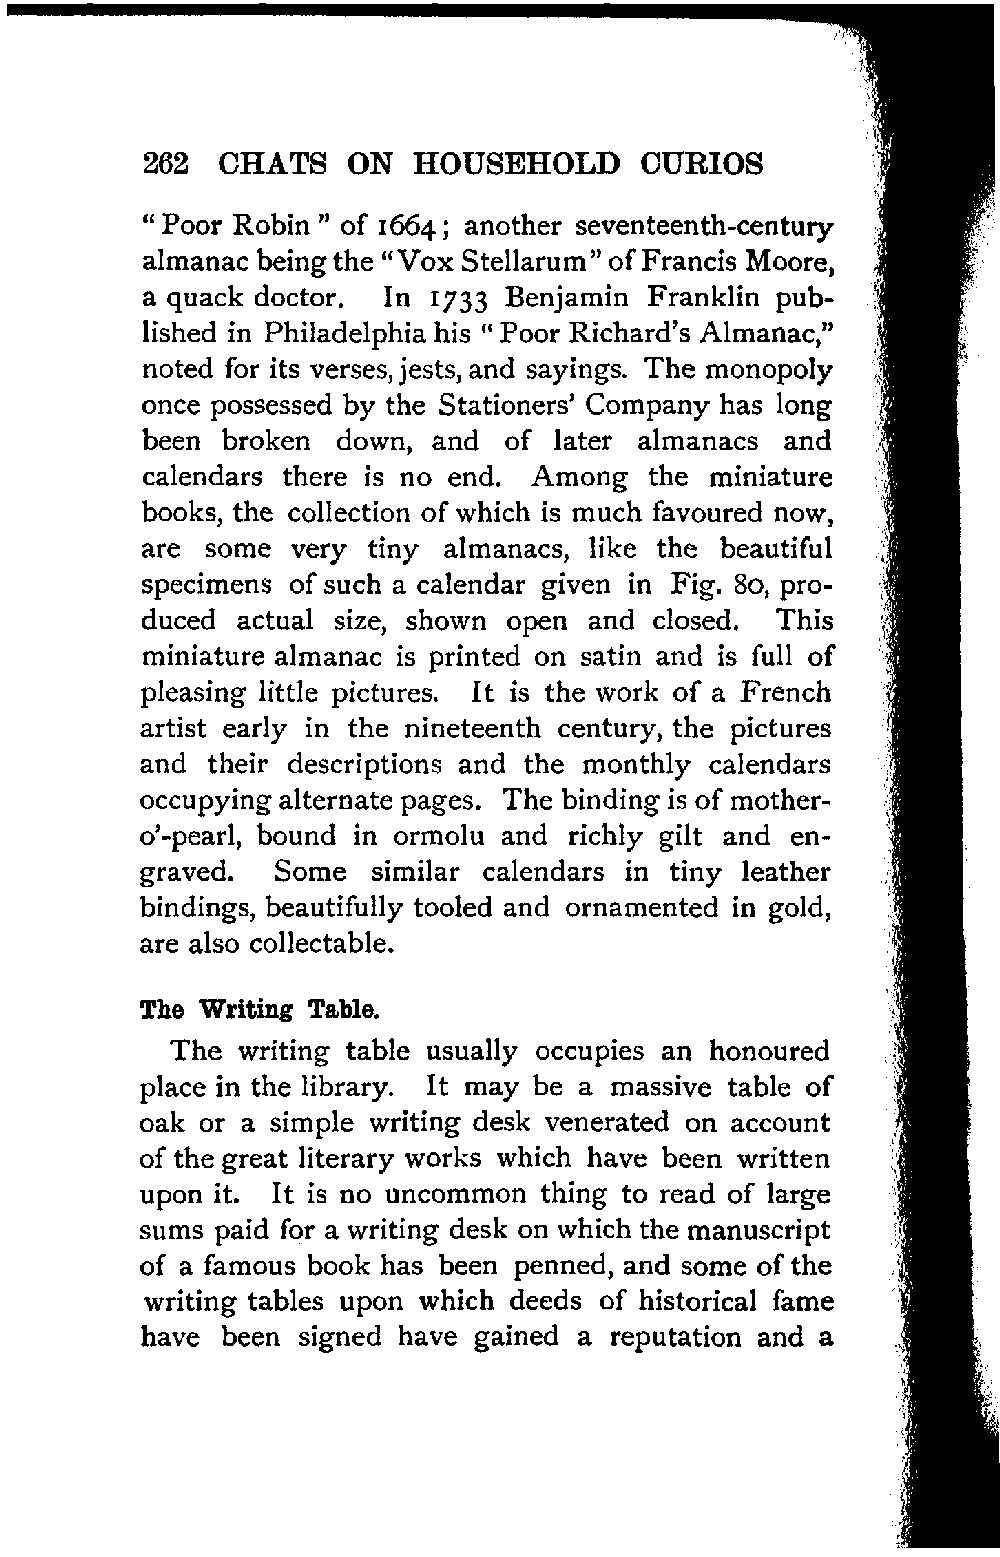 262 CHATS ON HOUSEHOLD CURIOS
“Poor Robin” of 1664; another seventeenth-century
almanac being the “Vox Stellarum” of Francis Moore,
a quack doctor. In 1733 Benjamin Franklin pub-
lished in Philadelphia his “Poor Richard’s Almanac,”
noted for its verses, jests, and sayings. The monopoly
once possessed by the Stationers’ Company has long
been broken down, and of later almanacs and
calendars there is no end. Among the miniature
books, the collection of which is much favoured now,
are some very tiny almanacs, like the beautiful
specimens of such a calendar given in Fig. 80, pro-
duced actual size, shown open and closed. This
miniature almanac is printed on satin and is full of
pleasing little pictures. It is the work of a French
artist early in the nineteenth century, the pictures
and their descriptions and the monthly calendars
occupying alternate pages. The binding is of mother-
o’-pearl, bound in ormolu and richly gilt and en-
graved. Some similar calendars in tiny leather
bindings, beautifully tooled and ornamented in gold,
are also collectable.
The Writing Table.
The writing table usually occupies an honoured
place in the library. It may be a massive table of
oak or a simple writing desk venerated on account
of the great literary works which have been written
upon it. It is no uncommon thing to read of large
sums paid for a writing desk on which the manuscript
of a famous book has been penned, and some of the
writing tables upon which deeds of historical fame
have been signed have gained a reputation and a